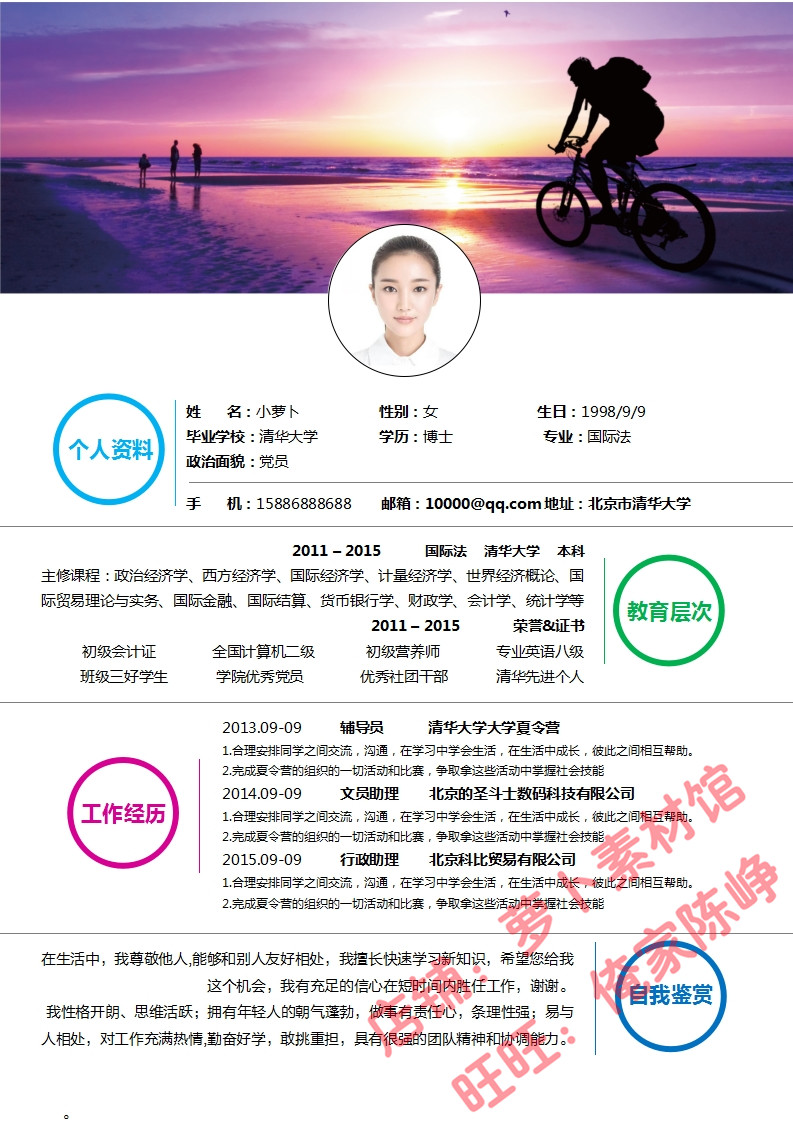 个人资料
姓 名：小萝卜 性别：女 生日：1998/9/9
毕业学校：清华大学 学历：博士 专业：国际法
政治面貌：党员
手 机：15886888688 邮箱：10000@qq.com 地址：北京市清华大学
2011 – 2015 国际法 清华大学 本科
主修课程：政治经济学、西方经济学、国际经济学、计量经济学、世界经济概论、国
际贸易理论与实务、国际金融、国际结算、货币银行学、财政学、会计学、统计学等
教育层次
2011 – 2015 荣誉&证书
初级会计证 全国计算机二级 初级营养师 专业英语八级
班级三好学生 学院优秀党员 优秀社团干部 清华先进个人
2013.09-09 辅导员 清华大学大学夏令营
1.合理安排同学之间交流，沟通，在学习中学会生活，在生活中成长，彼此之间相互帮助。
2.完成夏令营的组织的一切活动和比赛，争取拿这些活动中掌握社会技能
2014.09-09 文员助理 北京的圣斗士数码科技有限公司
工作经历
1.合理安排同学之间交流，沟通，在学习中学会生活，在生活中成长，彼此之间相互帮助。
2.完成夏令营的组织的一切活动和比赛，争取拿这些活动中掌握社会技能
2015.09-09 行政助理 北京科比贸易有限公司
1.合理安排同学之间交流，沟通，在学习中学会生活，在生活中成长，彼此之间相互帮助。
2.完成夏令营的组织的一切活动和比赛，争取拿这些活动中掌握社会技能
在生活中，我尊敬他人,能够和别人友好相处，我擅长快速学习新知识，希望您给我
这个机会，我有充足的信心在短时间内胜任工作，谢谢。
我性格开朗、思维活跃；拥有年轻人的朝气蓬勃，做事有责任心，条理性强；易与
人相处，对工作充满热情,勤奋好学，敢挑重担，具有很强的团队精神和协调能力。
自我鉴赏
。
店铺：萝卜素材馆
旺旺：俺家陈峥